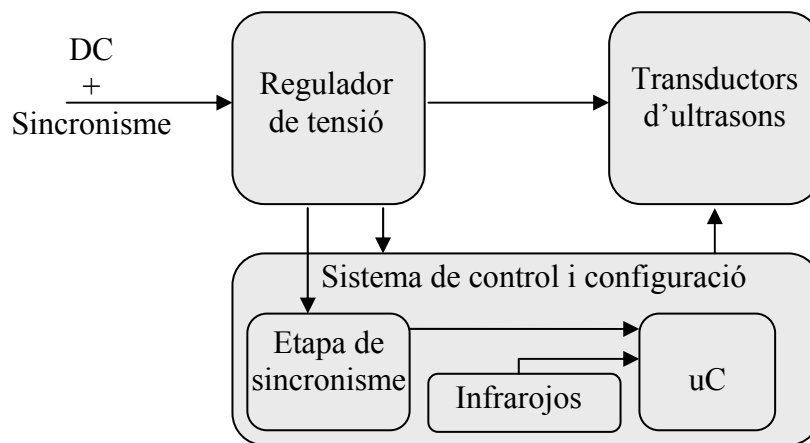 DC
+
Sincronisme
Regulador
de tensió
Transductors
d’ultrasons
Sistema de control i configuració
Etapa de
sincronisme
Infrarojos
uC